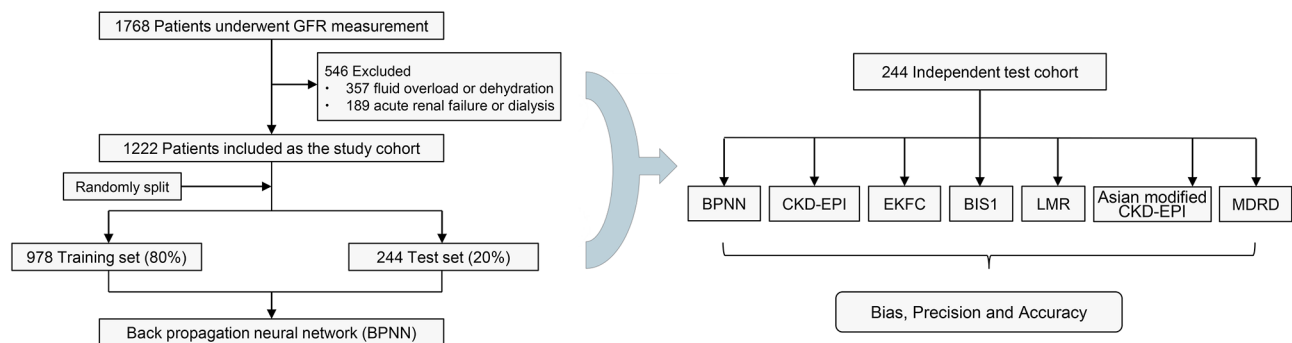 1768 Patients underwent GFR measurement
546 Excluded
• 357 fluid overload or dehydration
• 189 acute renal failure or dialysis
1222 Patients included as the study cohort
Randomly split
978 Training set (80%)
244 Test set (20%)
Back propagation neural network (BPNN)
244 Independent test cohort
BPNN
CKD-EPI
EKFC
BIS1
LMR
Asian modified
CKD-EPI
MDRD
Bias, Precision and Accuracy